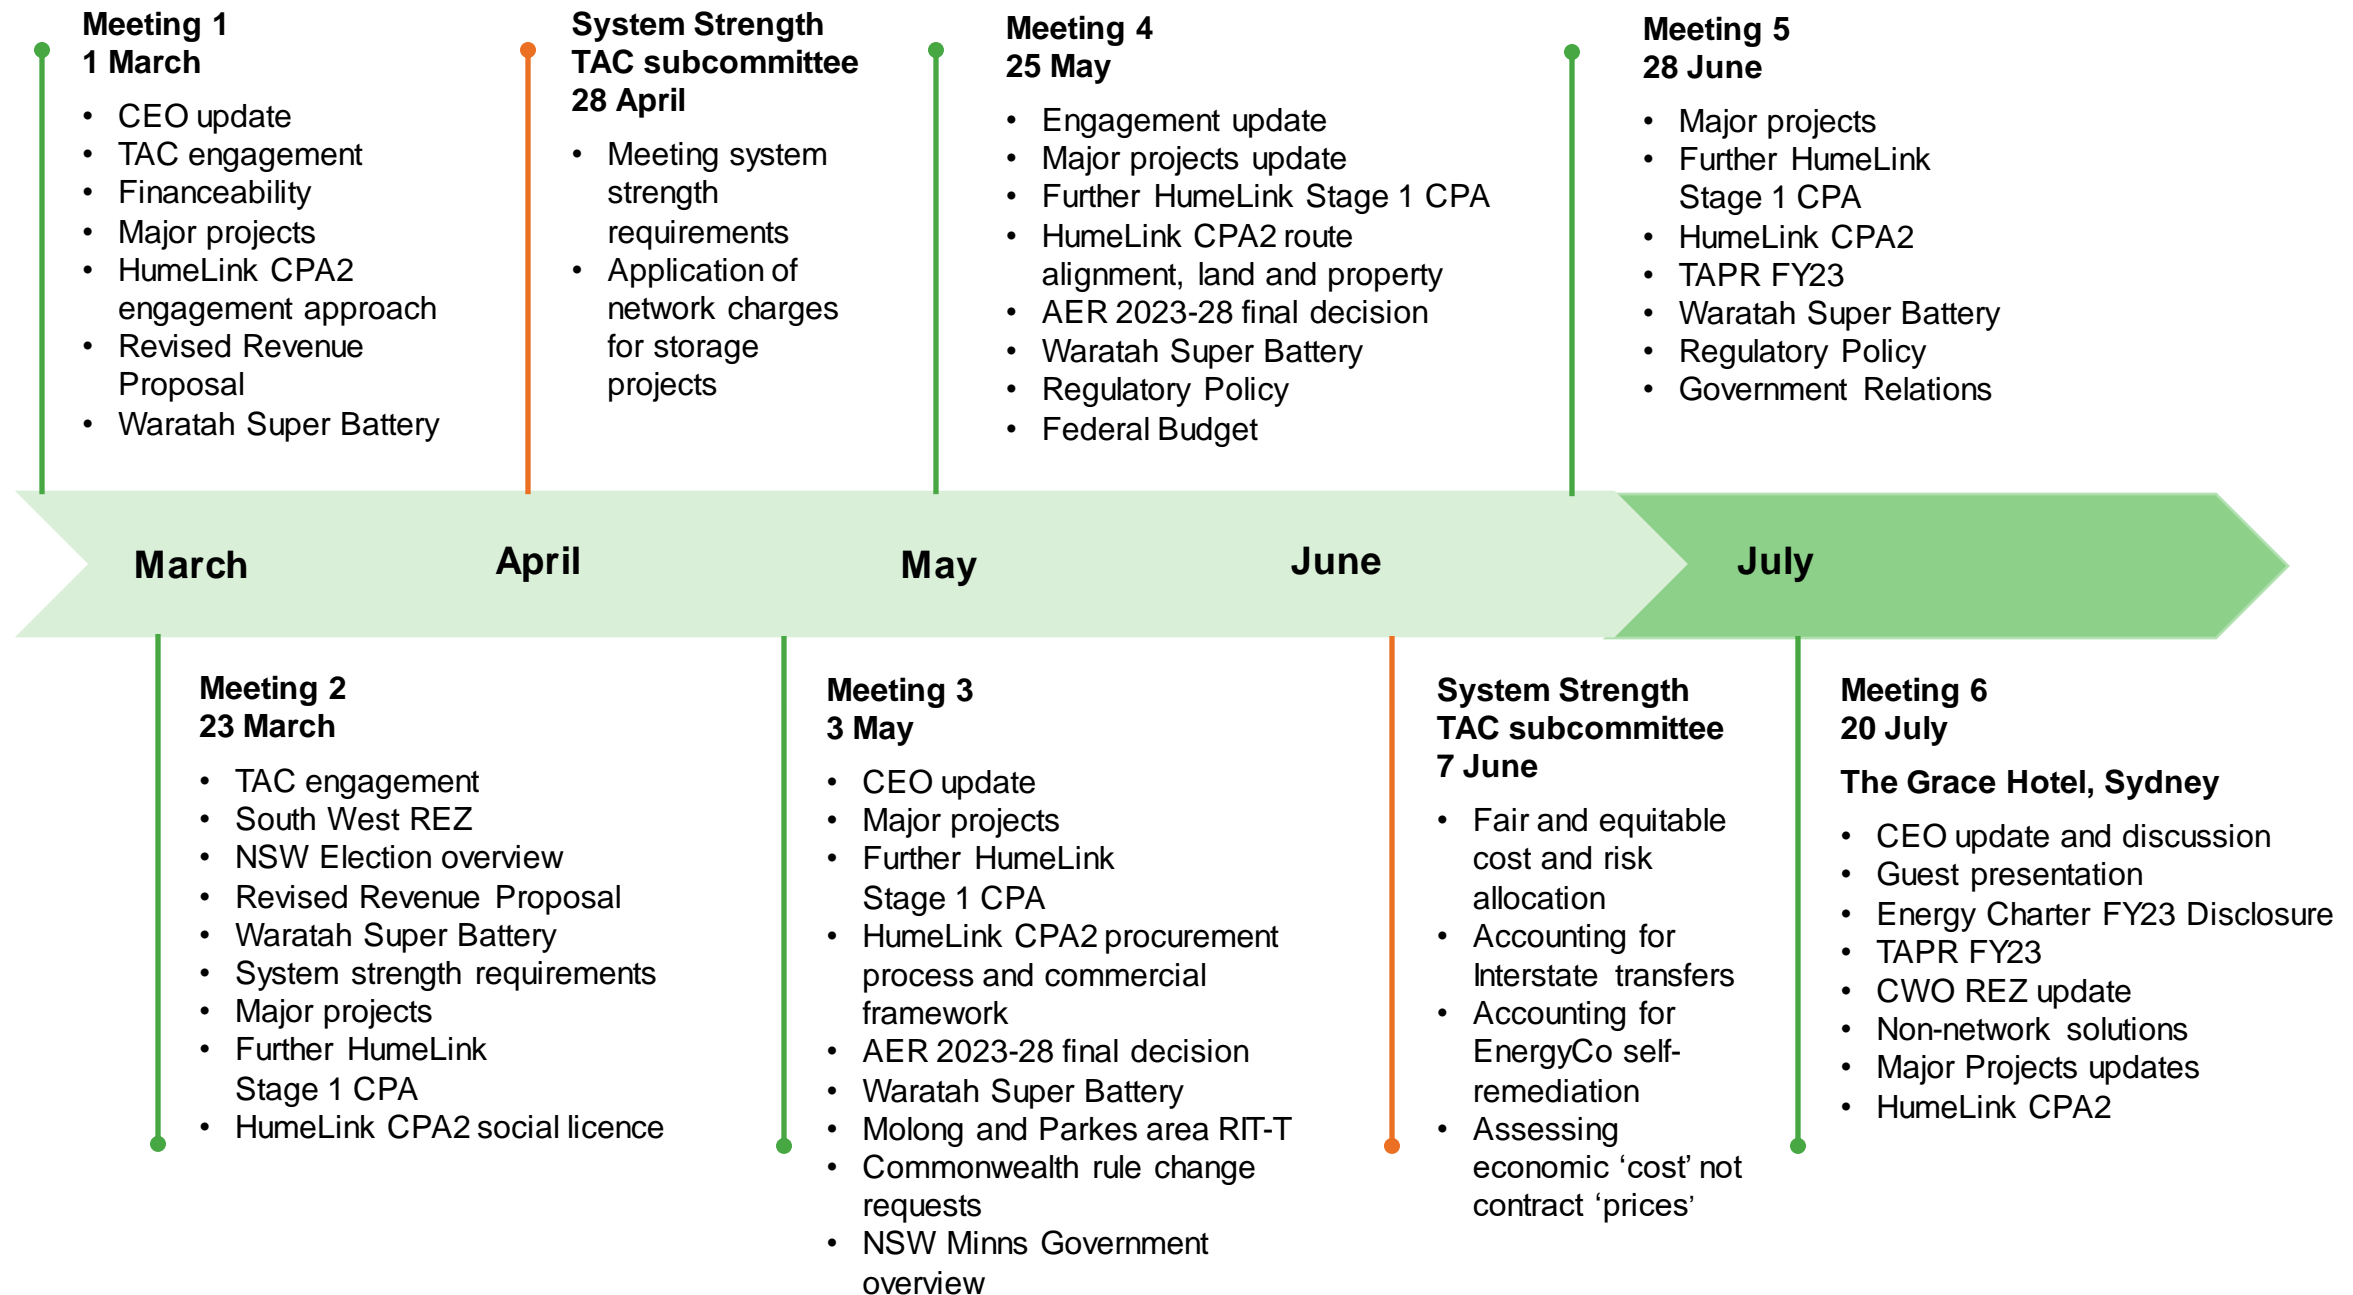 Meeting 1
1 March
• CEO update
• TAC engagement
• Financeability
• Major projects
• HumeLink CPA2
engagement approach
• Revised Revenue
Proposal
• Waratah Super Battery
System Strength
TAC subcommittee
28 April
• Meeting system
strength
requirements
• Application of
network charges
for storage
projects
Meeting 4
25 May
• Engagement update
• Major projects update
• Further HumeLink Stage 1 CPA
• HumeLink CPA2 route
alignment, land and property
• AER 2023-28 final decision
• Waratah Super Battery
• Regulatory Policy
• Federal Budget
Meeting 5
28 June
• Major projects
• Further HumeLink
Stage 1 CPA
• HumeLink CPA2
• TAPR FY23
• Waratah Super Battery
• Regulatory Policy
• Government Relations
March
April
May
June
July
Meeting 2
23 March
• TAC engagement
• South West REZ
• NSW Election overview
• Revised Revenue Proposal
• Waratah Super Battery
• System strength requirements
• Major projects
• Further HumeLink
Stage 1 CPA
• HumeLink CPA2 social licence
Meeting 3
3 May
• CEO update
• Major projects
• Further HumeLink
Stage 1 CPA
• HumeLink CPA2 procurement
process and commercial
framework
• AER 2023-28 final decision
• Waratah Super Battery
• Molong and Parkes area RIT-T
• Commonwealth rule change
requests
• NSW Minns Government
overview
System Strength
TAC subcommittee
7 June
• Fair and equitable
cost and risk
allocation
• Accounting for
Interstate transfers
• Accounting for
EnergyCo self-
remediation
• Assessing
economic ‘cost’ not
contract ‘prices’
Meeting 6
20 July
The Grace Hotel, Sydney
• CEO update and discussion
• Guest presentation
• Energy Charter FY23 Disclosure
• TAPR FY23
• CWO REZ update
• Non-network solutions
• Major Projects updates
• HumeLink CPA2